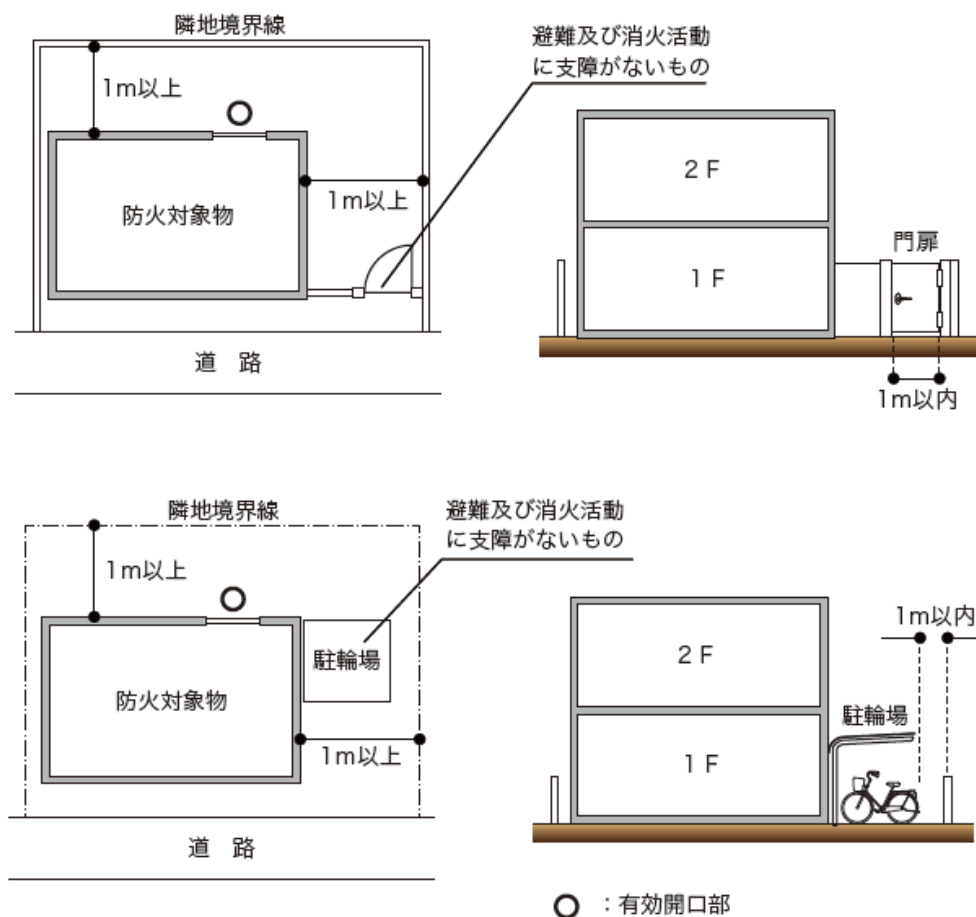 隣地境界線
避難及び消火活動
に支障がないもの
1m以上
防火対象物
1m以上
道 路
2F
1F
門扉
1m以内
隣地境界線
避難及び消火活動
に支障がないもの
1m以上
防火対象物
駐輪場
1m以上
道 路
1m以内
2F
駐輪場
1F
○ :有効開口部